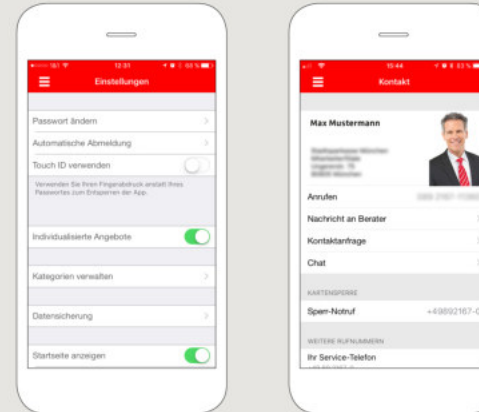 12:31
68 %
Einstellungen
Passwort ändern
Automatische Abmeldung
Touch ID verwenden
Verwenden Sie Ihren Fingerabdruck anstatt Ihres
Passwortes zum Entsperren der App.
Individualisierte Angebote
Kategorien verwalten
Datensicherung
Startseite anzeigen
15:44
Kontakt
Max Mustermann
Anrufen
Nachricht an Berater
Kontaktanfrage
Chat
KARTENSPERRE
Sperr-Notruf
WEITERE RUFNUMMERN
Ihr Service-Telefon